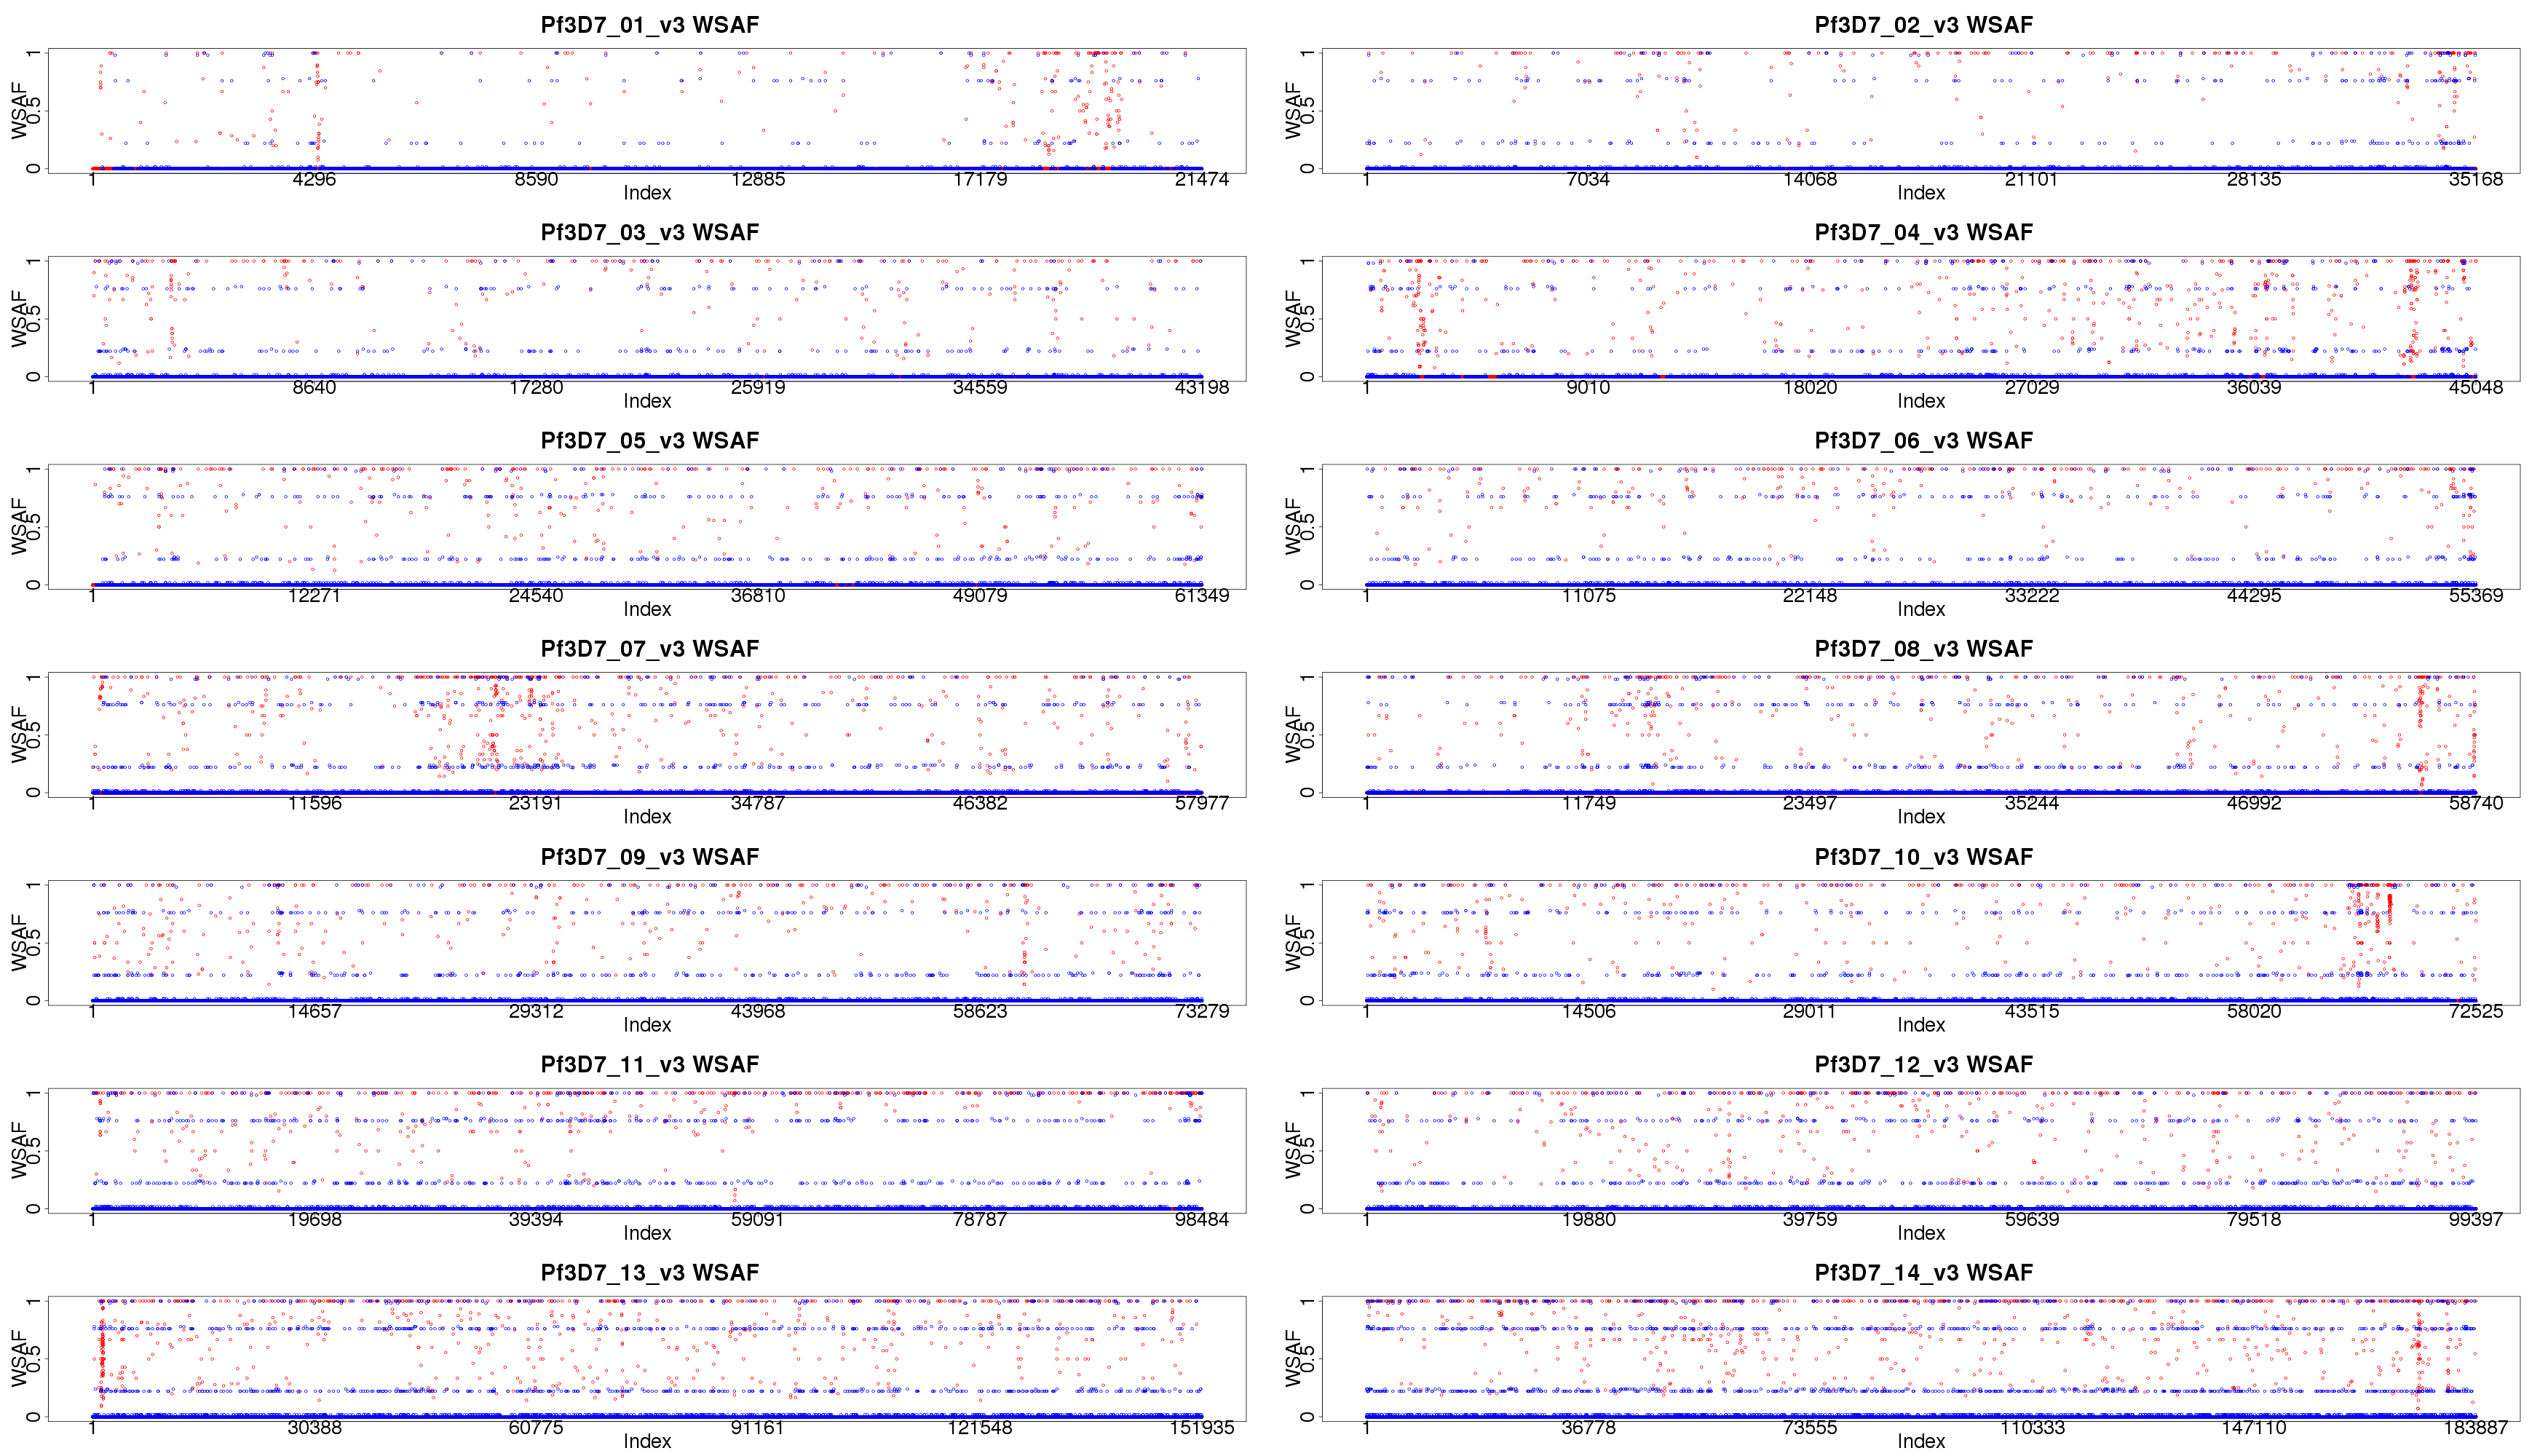 Pf3D7_01_v3 WSAF
WSAF
1
0.5
0
1 4296 8590 12885 17179 21474
Index
Pf3D7_02_v3 WSAF
WSAF
1
0.5
0
1 7034 14068 21101 28135 35168
Index
Pf3D7_03_v3 WSAF
WSAF
1
0.5
0
1 8640 17280 25919 34559 43198
Index
Pf3D7_04_v3 WSAF
WSAF
1
0.5
0
1 9010 18020 27029 36039 45048
Index
Pf3D7_05_v3 WSAF
WSAF
1
0.5
0
1 12271 24540 36810 49079 61349
Index
Pf3D7_06_v3 WSAF
WSAF
1
0.5
0
1 11075 22148 33222 44295 55369
Index
Pf3D7_07_v3 WSAF
WSAF
1
0.5
0
1 11596 23191 34787 46382 57977
Index
Pf3D7_08_v3 WSAF
WSAF
1
0.5
0
1 11749 23497 35244 46992 58740
Index
Pf3D7_09_v3 WSAF
WSAF
1
0.5
0
1 14657 29312 43968 58623 73279
Index
Pf3D7_10_v3 WSAF
WSAF
1
0.5
0
1 14506 29011 43515 58020 72525
Index
Pf3D7_11_v3 WSAF
WSAF
1
0.5
0
1 19698 39394 59091 78787 98484
Index
Pf3D7_12_v3 WSAF
WSAF
1
0.5
0
1 19880 39759 59639 79518 99397
Index
Pf3D7_13_v3 WSAF
WSAF
1
0.5
0
1 30388 60775 91161 121548 151935
Index
Pf3D7_14_v3 WSAF
WSAF
1
0.5
0
1 36778 73555 110333 147110 183887
Index